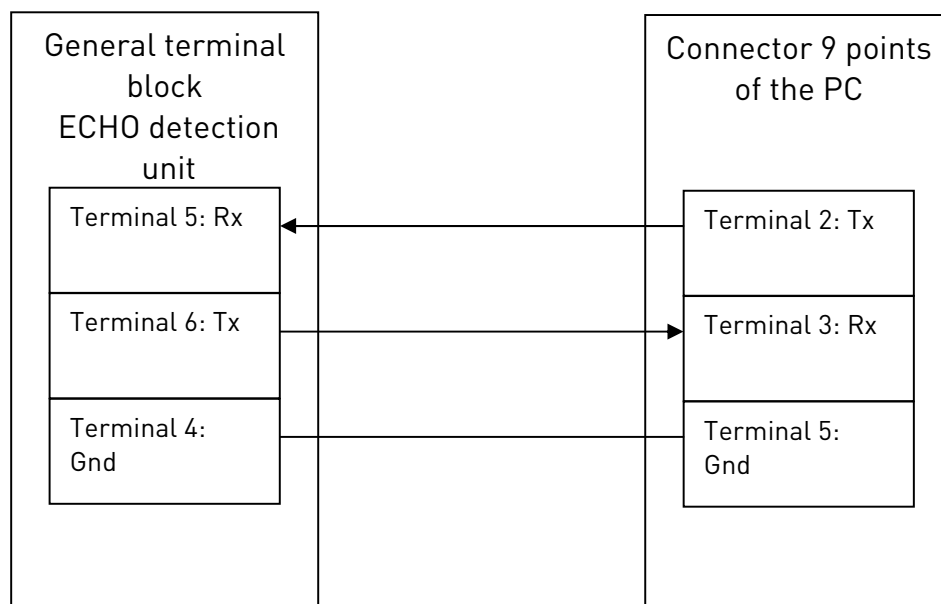 General terminal
block
ECHO detection
unit
Terminal 5: Rx
Terminal 6: Tx
Terminal 4:
Gnd
Connector 9 points
of the PC
Terminal 2: Tx
Terminal 3: Rx
Terminal 5:
Gnd